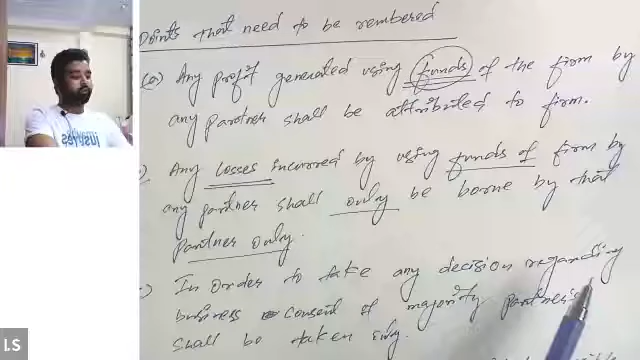 Points that need to be rembered
(a) Any profit generated using funds of the firm by
any partner shall be attributed to firm.
Any losses incurred by using funds of firm by
any partner shall only be borne by that
partner only.
In order to take any decision regarding
business consent of majority partners
shall be taken only.
LS